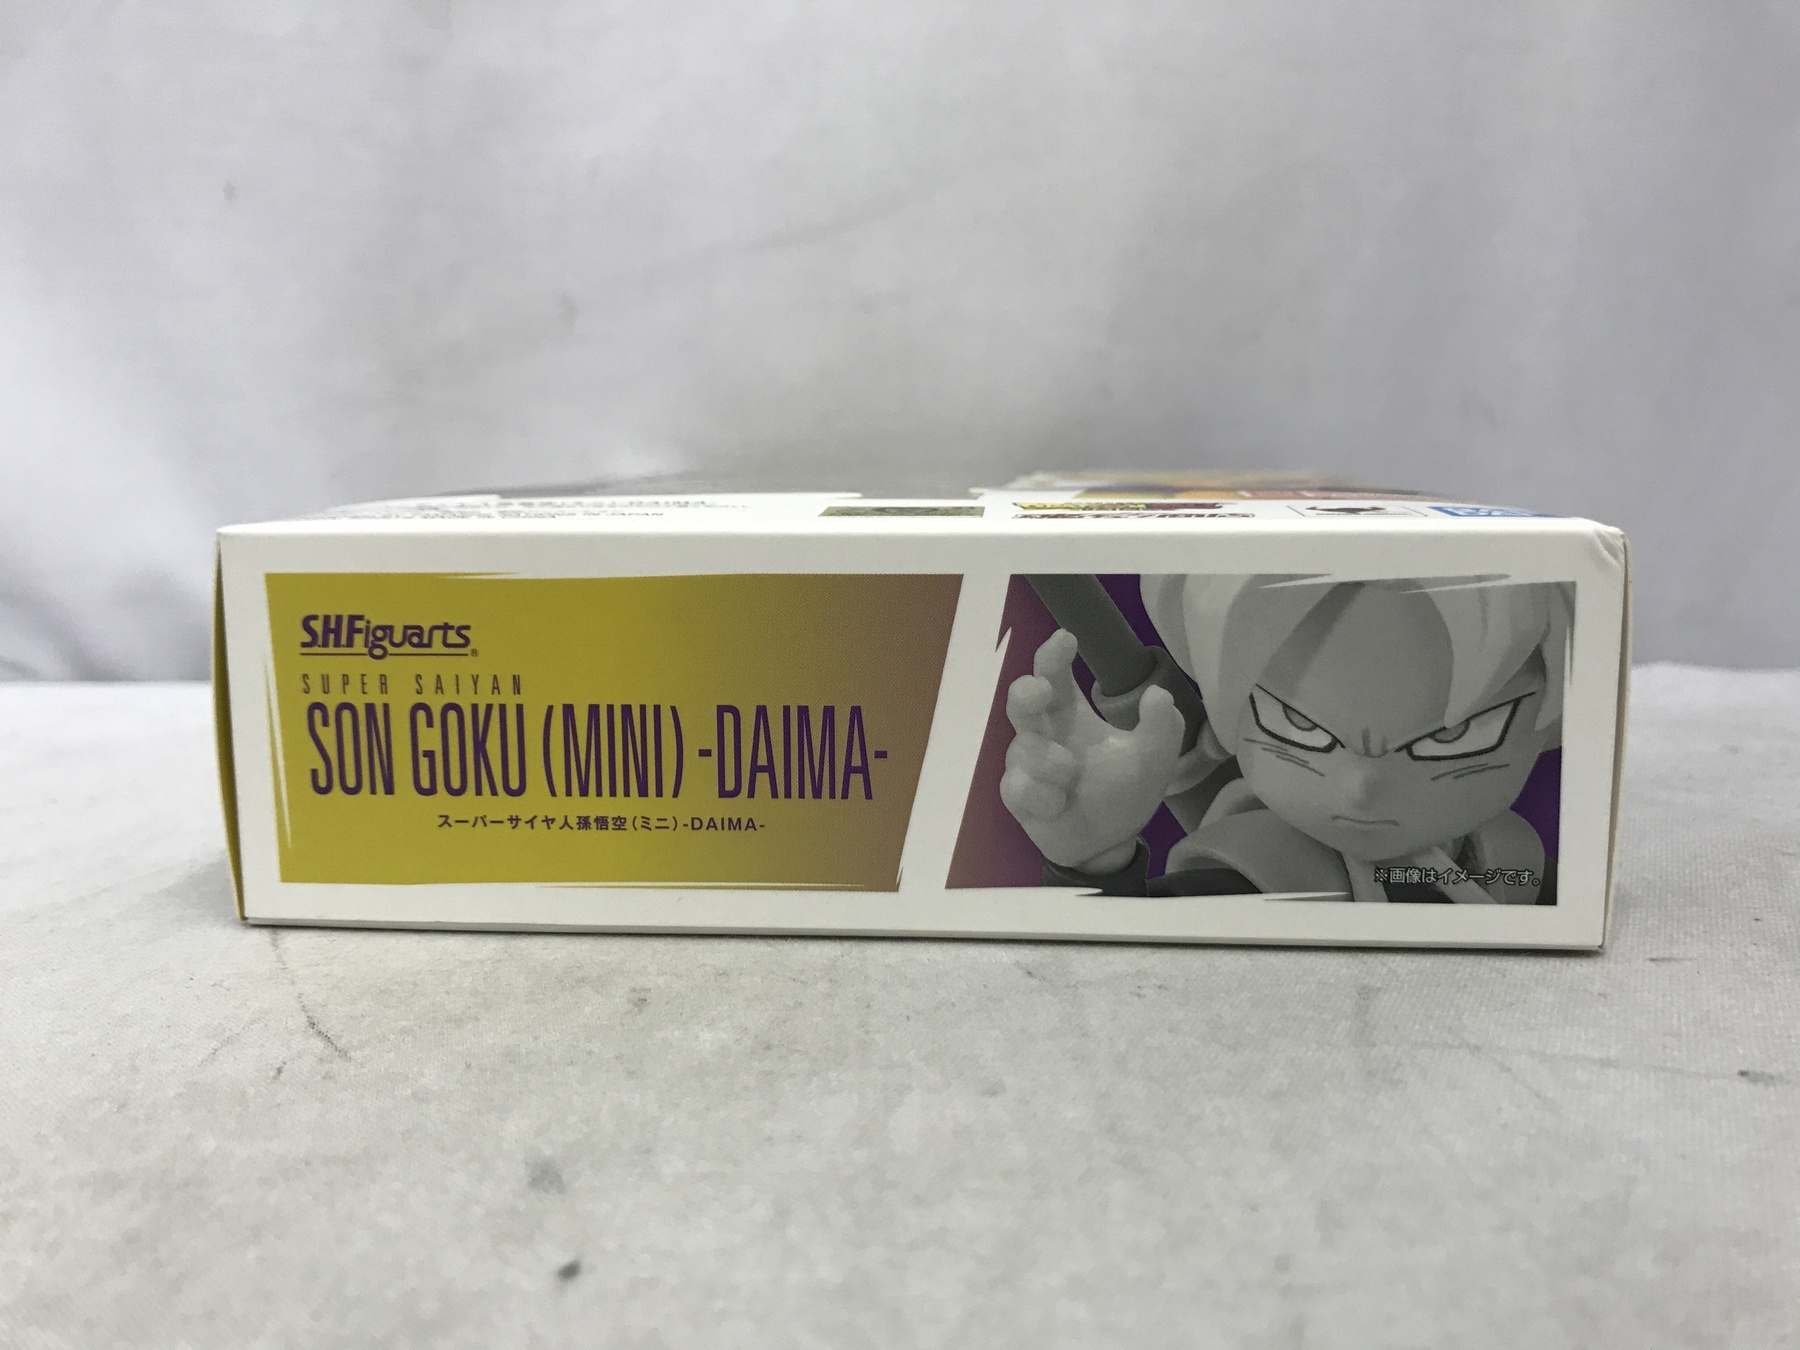 S.H.Figuarts®
SUPER SAIYAN
SON GOKU (MINI) -DAIMA-
スーパーサイヤ人孫悟空(ミニ)-DAIMA-
※画像はイメージです。